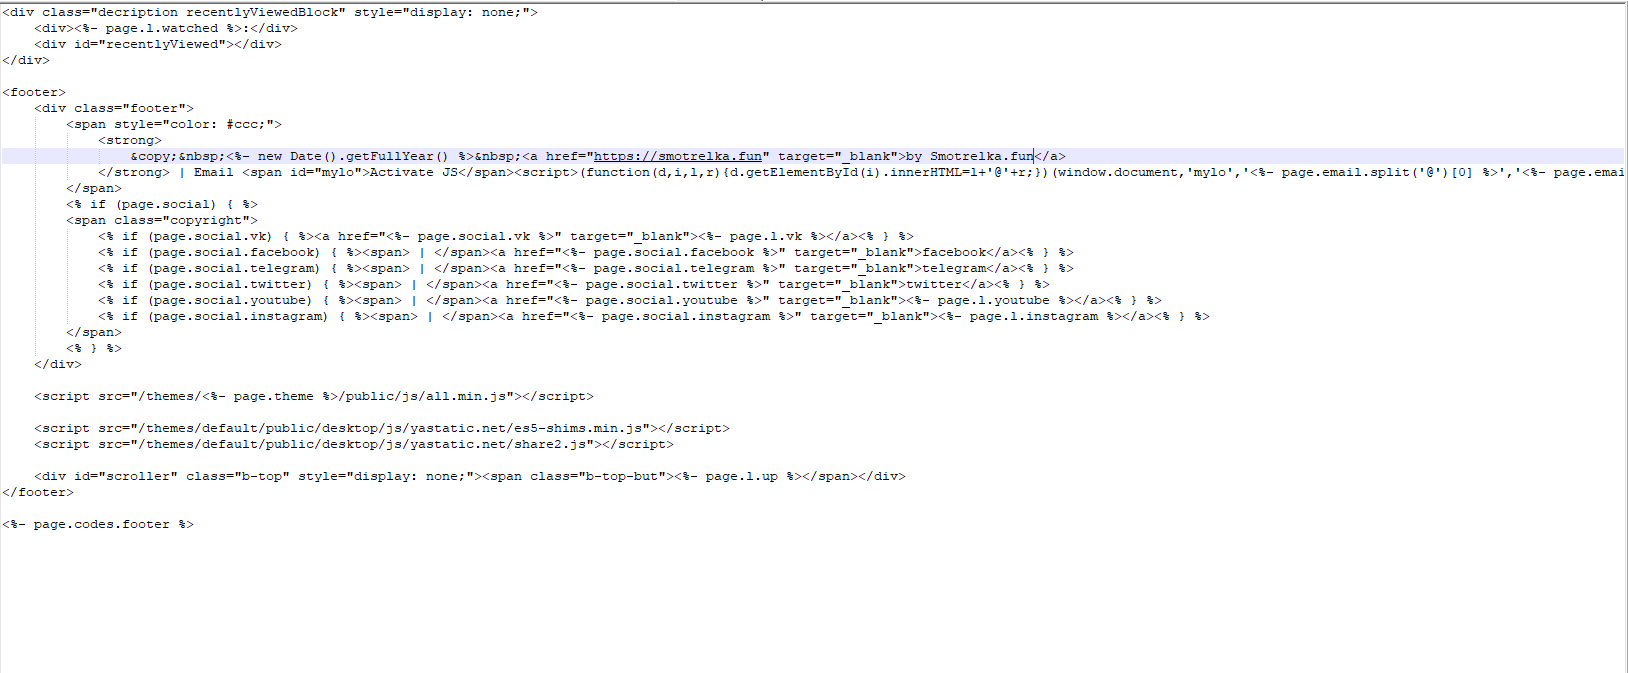 <div class="decription recentlyViewedBlock" style="display: none;">
<div><%- page.l.watched %>:</div>
<div id="recentlyViewed"></div>
</div>
<footer>
<div class="footer">
<span style="color: #ccc;">
<strong>
&copy;&nbsp;<%- new Date().getFullYear() %>&nbsp;<a href="https://smotrelka.fun" target="_blank">by Smotrelka.fun</a>
</strong> | Email <span id="mylo">Activate JS</span><script>(function(d,i,l,r){d.getElementById(i).innerHTML=l+'@'+r;})(window.document,'mylo','<%- page.email.split('@')[0] %>','<%- page.emai
</span>
<% if (page.social) { %>
<span class="copyright">
<% if (page.social.vk) { %><a href="<%- page.social.vk %>" target="_blank"><%- page.l.vk %></a><% } %>
<% if (page.social.facebook) { %><span> | </span><a href="<%- page.social.facebook %>" target="_blank">facebook</a><% } %>
<% if (page.social.telegram) { %><span> | </span><a href="<%- page.social.telegram %>" target="_blank">telegram</a><% } %>
<% if (page.social.twitter) { %><span> | </span><a href="<%- page.social.twitter %>" target="_blank">twitter</a><% } %>
<% if (page.social.youtube) { %><span> | </span><a href="<%- page.social.youtube %>" target="_blank"><%- page.l.youtube %></a><% } %>
<% if (page.social.instagram) { %><span> | </span><a href="<%- page.social.instagram %>" target="_blank"><%- page.l.instagram %></a><% } %>
</span>
<% } %>
</div>
<script src="/themes/<%- page.theme %>/public/js/all.min.js"></script>
<script src="/themes/default/public/desktop/js/yastatic.net/es5-shims.min.js"></script>
<script src="/themes/default/public/desktop/js/yastatic.net/share2.js"></script>
<div id="scroller" class="b-top" style="display: none;"><span class="b-top-but"><%- page.l.up %></span></div>
</footer>
<%- page.codes.footer %>